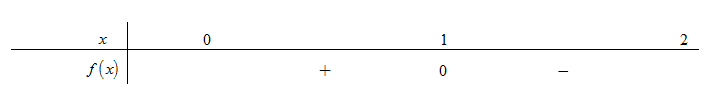 x 0 1 2
f(x) + 0 −